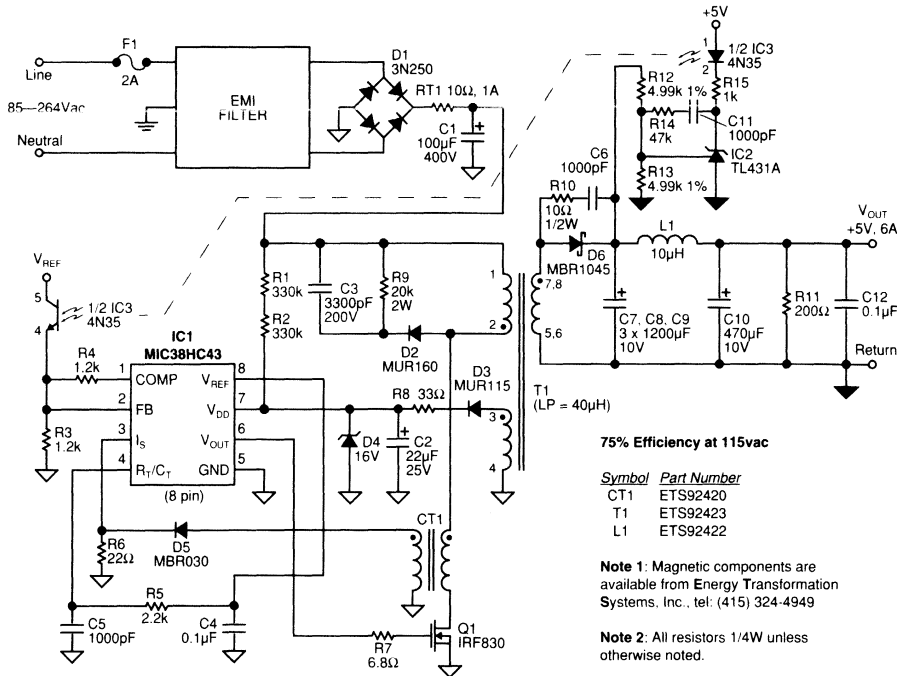 +5V
F1
2A
Line
85—264Vac
Neutral
EMI
FILTER
D1
3N250
RT1 10Ω, 1A
C1
100µF
400V
1
2
1/2 IC3
4N35
R12
4.99k 1%
R15
1k
R14
47k
C11
1000pF
IC2
TL431A
R13
4.99k 1%
C6
1000pF
R10
10Ω
1/2W
D6
MBR1045
L1
10µH
VOUT
+5V, 6A
VREF
5
4
1/2 IC3
4N35
R1
330k
R2
330k
C3
3300pF
200V
R9
20k
2W
D2
MUR160
1
2
7,8
5,6
C7, C8, C9
3 x 1200µF
10V
C10
470µF
10V
R11
200Ω
C12
0.1µF
Return
IC1
MIC38HC43
R4
1.2k
R3
1.2k
1
COMP
2
FB
3
IS
4
RT/CT
VREF
8
VDD
7
VOUT
6
GND
5
(8 pin)
R8 33Ω
D3
MUR115
3
4
T1
(LP = 40µH)
D4
16V
C2
22µF
25V
CT1
R6
22Ω
D5
MBR030
R5
2.2k
C5
1000pF
C4
0.1µF
R7
6.8Ω
Q1
IRF830
75% Efficiency at 115vac
Symbol Part Number
CT1 ETS92420
T1 ETS92423
L1 ETS92422
Note 1: Magnetic components are
available from Energy Transformation
Systems, Inc., tel: (415) 324-4949
Note 2: All resistors 1/4W unless
otherwise noted.